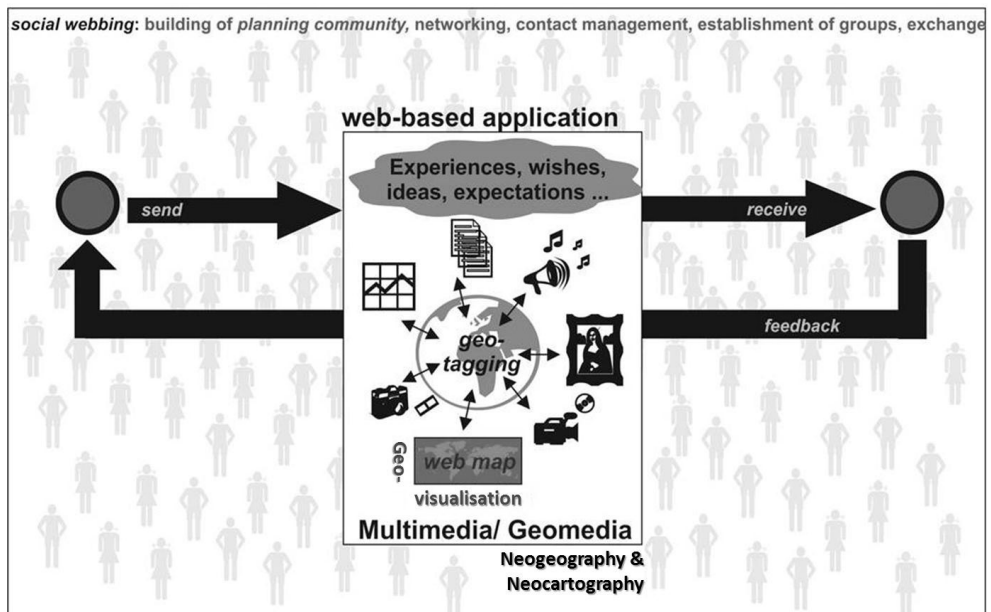 social webbing: building of planning community, networking, contact management, establishment of groups, exchange
web-based application
Experiences, wishes,
ideas, expectations ...
send
receive
feedback
geo-
tagging
Geo-
web map
visualisation
Multimedia/ Geomedia
Neogeography &
Neocartography